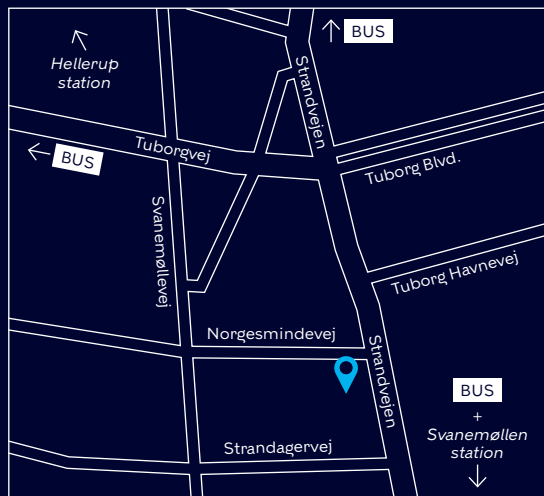 BUS
Hellerup
station
Strandvejen
Tuborgvej
BUS
Tuborg Blvd.
Svanemøllevej
Tuborg Havnevej
Norgesmindevej
Strandvejen
BUS
+
Svanemøllen
station
Strandagervej